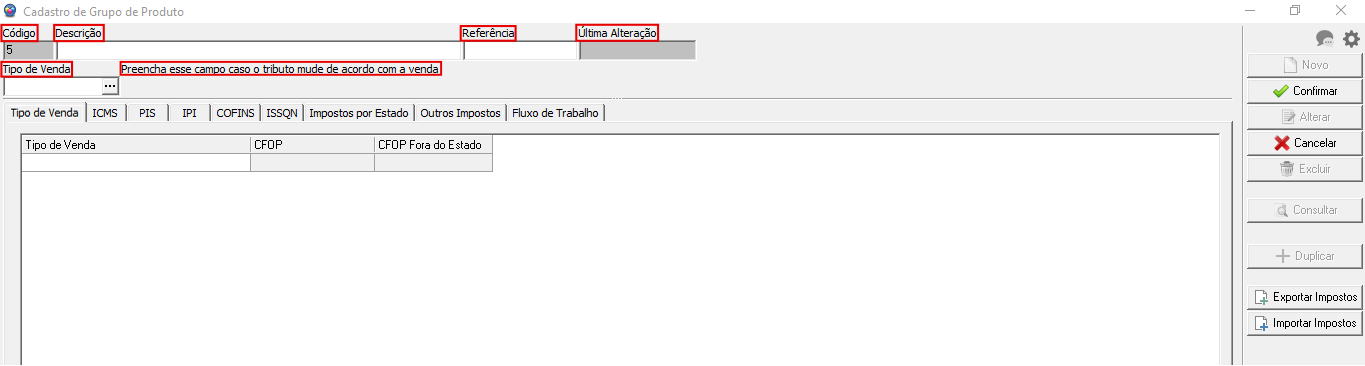 Cadastro de Grupo de Produto
Código Descrição Referência Última Alteração
5
Tipo de Venda Preencha esse campo caso o tributo mude de acordo com a venda
...
Tipo de Venda ICMS PIS IPI COFINS ISSQN Impostos por Estado Outros Impostos Fluxo de Trabalho
Tipo de Venda CFOP CFOP Fora do Estado
Novo
Confirmar
Alterar
Cancelar
Excluir
Consultar
Duplicar
Exportar Impostos
Importar Impostos